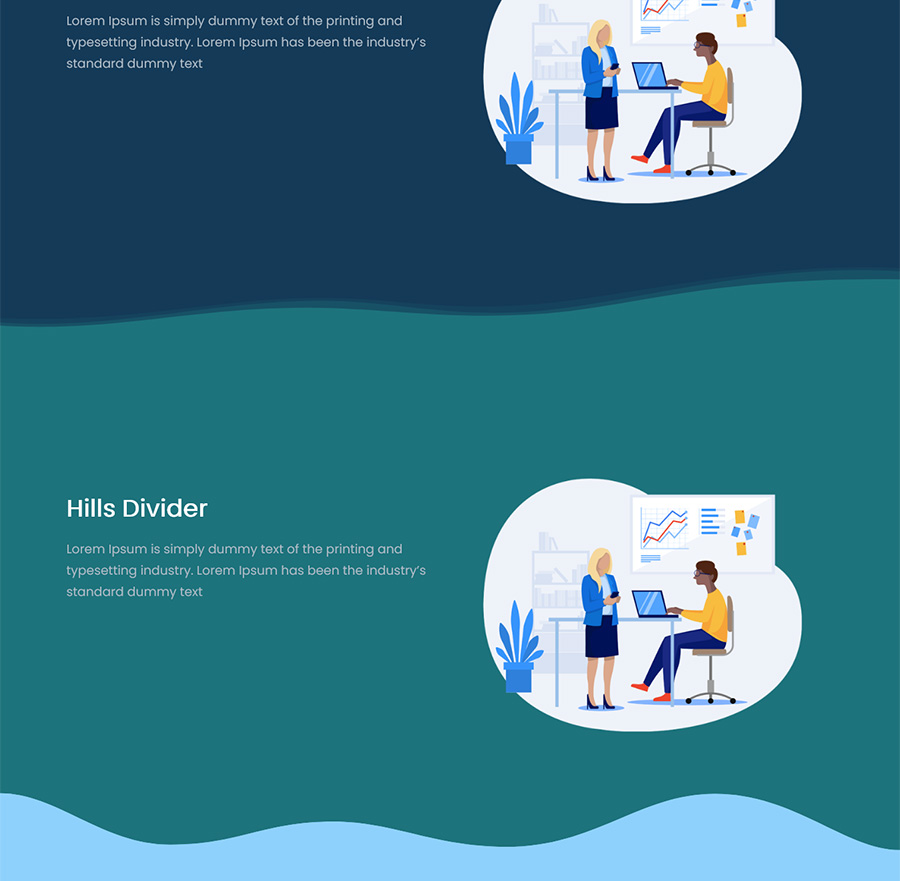 Lorem Ipsum is simply dummy text of the printing and
typesetting industry. Lorem Ipsum has been the industry’s
standard dummy text
Hills Divider
Lorem Ipsum is simply dummy text of the printing and
typesetting industry. Lorem Ipsum has been the industry’s
standard dummy text